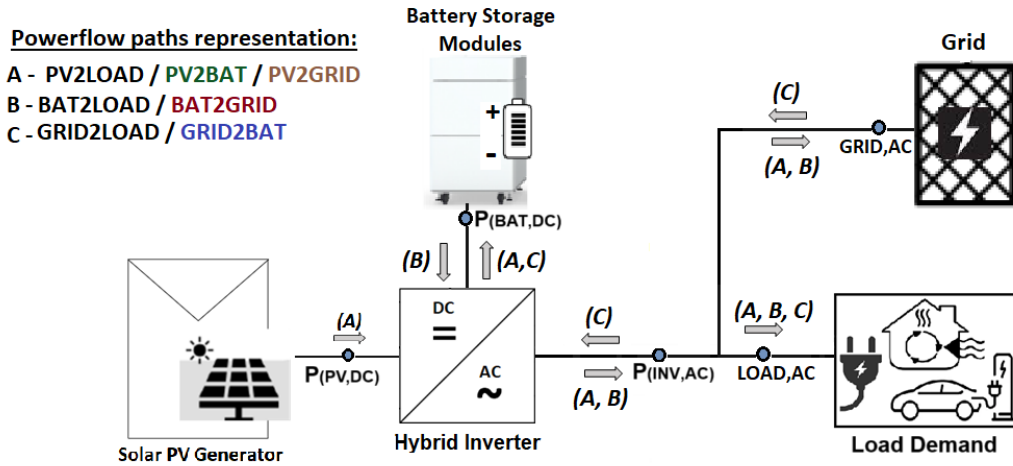 Powerflow paths representation:
A - PV2LOAD / PV2BAT / PV2GRID
B - BAT2LOAD / BAT2GRID
C - GRID2LOAD / GRID2BAT
Battery Storage
Modules
+
-
P(BAT,DC)
(B)
(A,C)
Grid
(C)
(A, B)
GRID,AC
(A)
P(PV,DC)
Solar PV Generator
DC
=
AC
~
Hybrid Inverter
(C)
(A, B)
P(INV,AC)
(A, B, C)
LOAD,AC
Load Demand